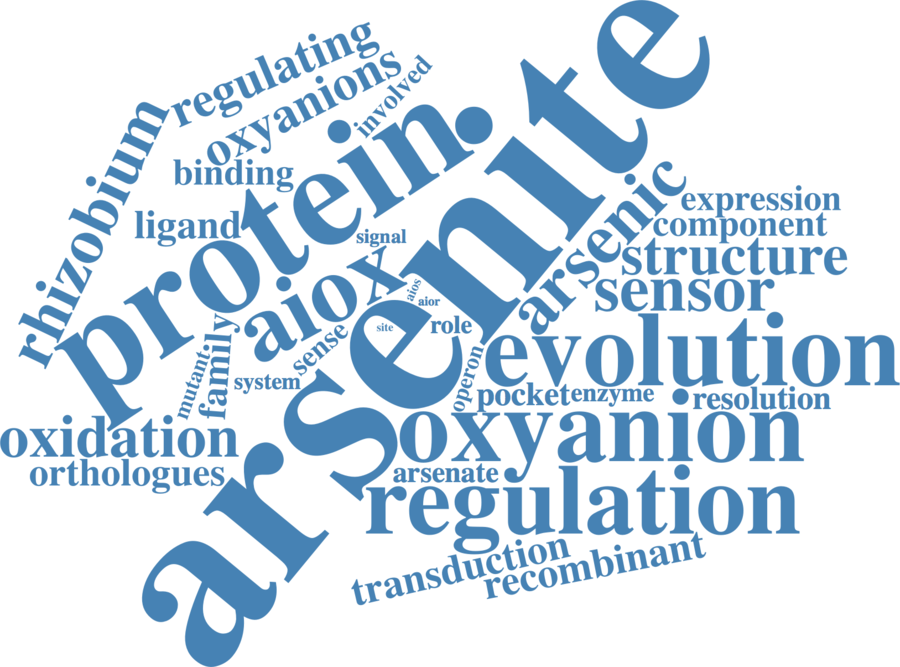 regulating
oxyanions
involved
rhizobium
binding
protein.
arsenite
ligand
signal
arsenic
expression
component
structure
sensor
aiox
aios
aior
site
role
sense
family
mutant
system
operon
evolution
pocket
enzyme
resolution
oxidation
oxyanion
orthologues
arsenate
regulation
transduction
recombinant